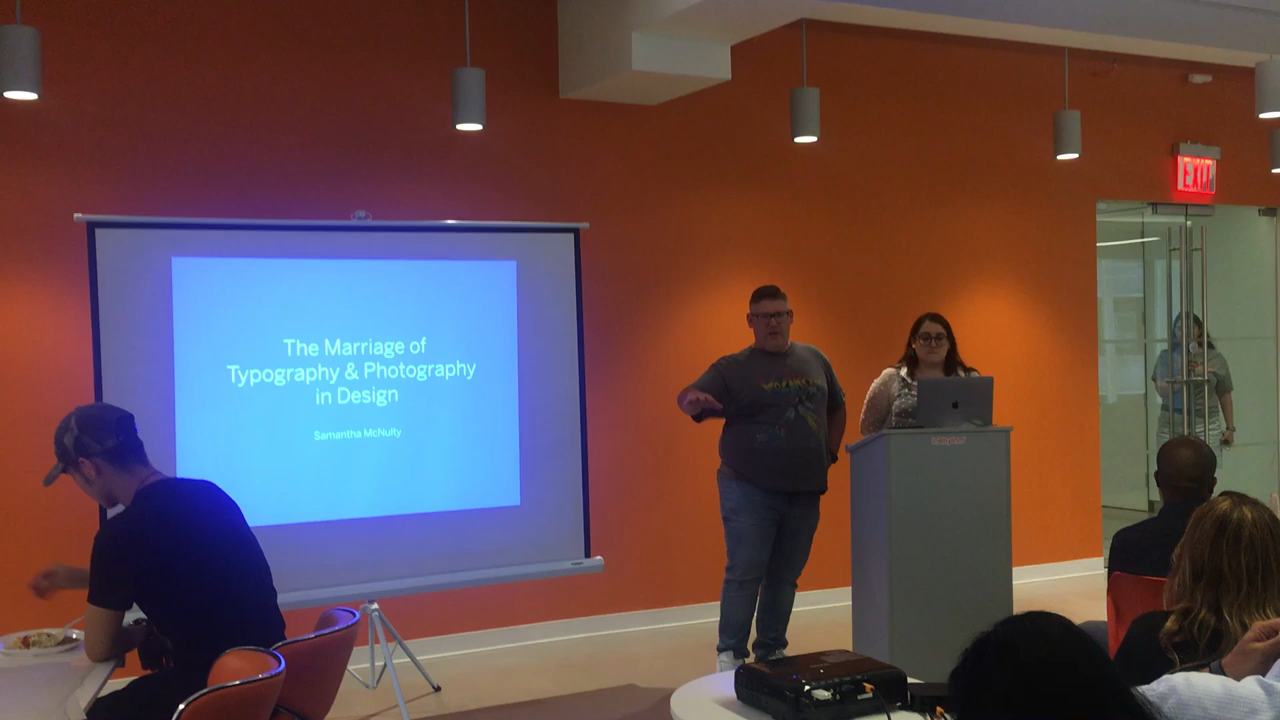 The Marriage of
Typography & Photography
in Design
Samantha McNulty
EXIT